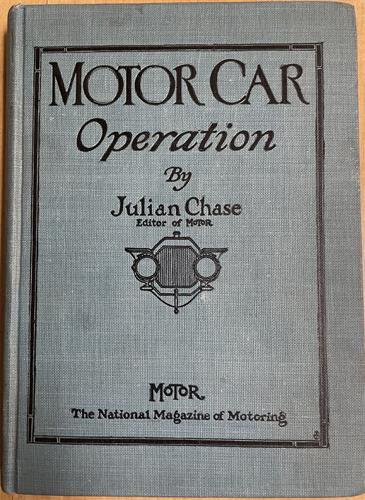 MOTOR CAR
Operation
By
Julian Chase
Editor of MOTOR
MOTOR
The National Magazine of Motoring